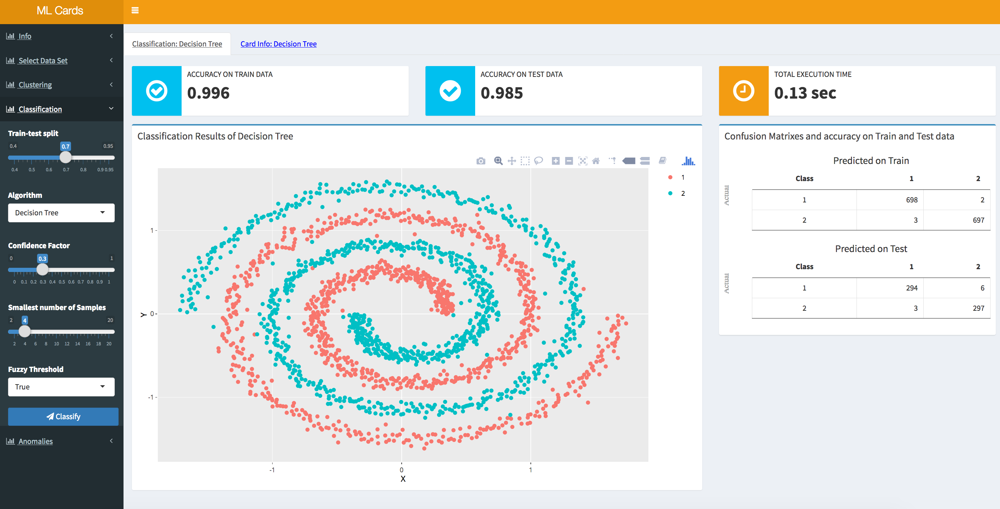 ML Cards
Info
Select Data Set
Clustering
Classification
Train-test split
0.4 0.7 0.95
0.4 0.5 0.6 0.7 0.8 0.9 0.95
Algorithm
Decision Tree
Confidence Factor
0 0.3 1
0 0.1 0.2 0.3 0.4 0.5 0.6 0.7 0.8 0.9 1
Smallest number of Samples
2 4 20
2 4 6 8 10 12 14 16 18 20
Fuzzy Threshold
True
Classify
Anomalies
Classification: Decision Tree
Card Info: Decision Tree
ACCURACY ON TRAIN DATA
0.996
ACCURACY ON TEST DATA
0.985
TOTAL EXECUTION TIME
0.13 sec
Classification Results of Decision Tree
1
2
1
0
-1
Y
-1 0 1
X
Confusion Matrixes and accuracy on Train and Test data
Predicted on Train
Actual
Class 1 2
1 698 2
2 3 697
Predicted on Test
Actual
Class 1 2
1 294 6
2 3 297